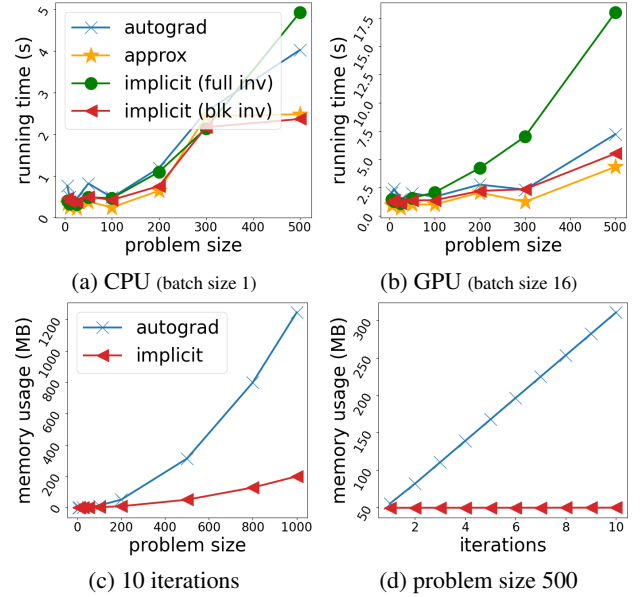 running time (s)
5
4
3
2
1
0
autograd
approx
implicit (full inv)
implicit (blk inv)
0 100 200 300 400 500
problem size
(a) CPU (batch size 1)
running time (s)
17.5
15.0
12.5
10.0
7.5
5.0
2.5
0.0
0 100 200 300 400 500
problem size
(b) GPU (batch size 16)
memory usage (MB)
1200
1000
800
600
400
200
0
autograd
implicit
0 200 400 600 800 1000
problem size
(c) 10 iterations
memory usage (MB)
300
250
200
150
100
50
2 4 6 8 10
iterations
(d) problem size 500